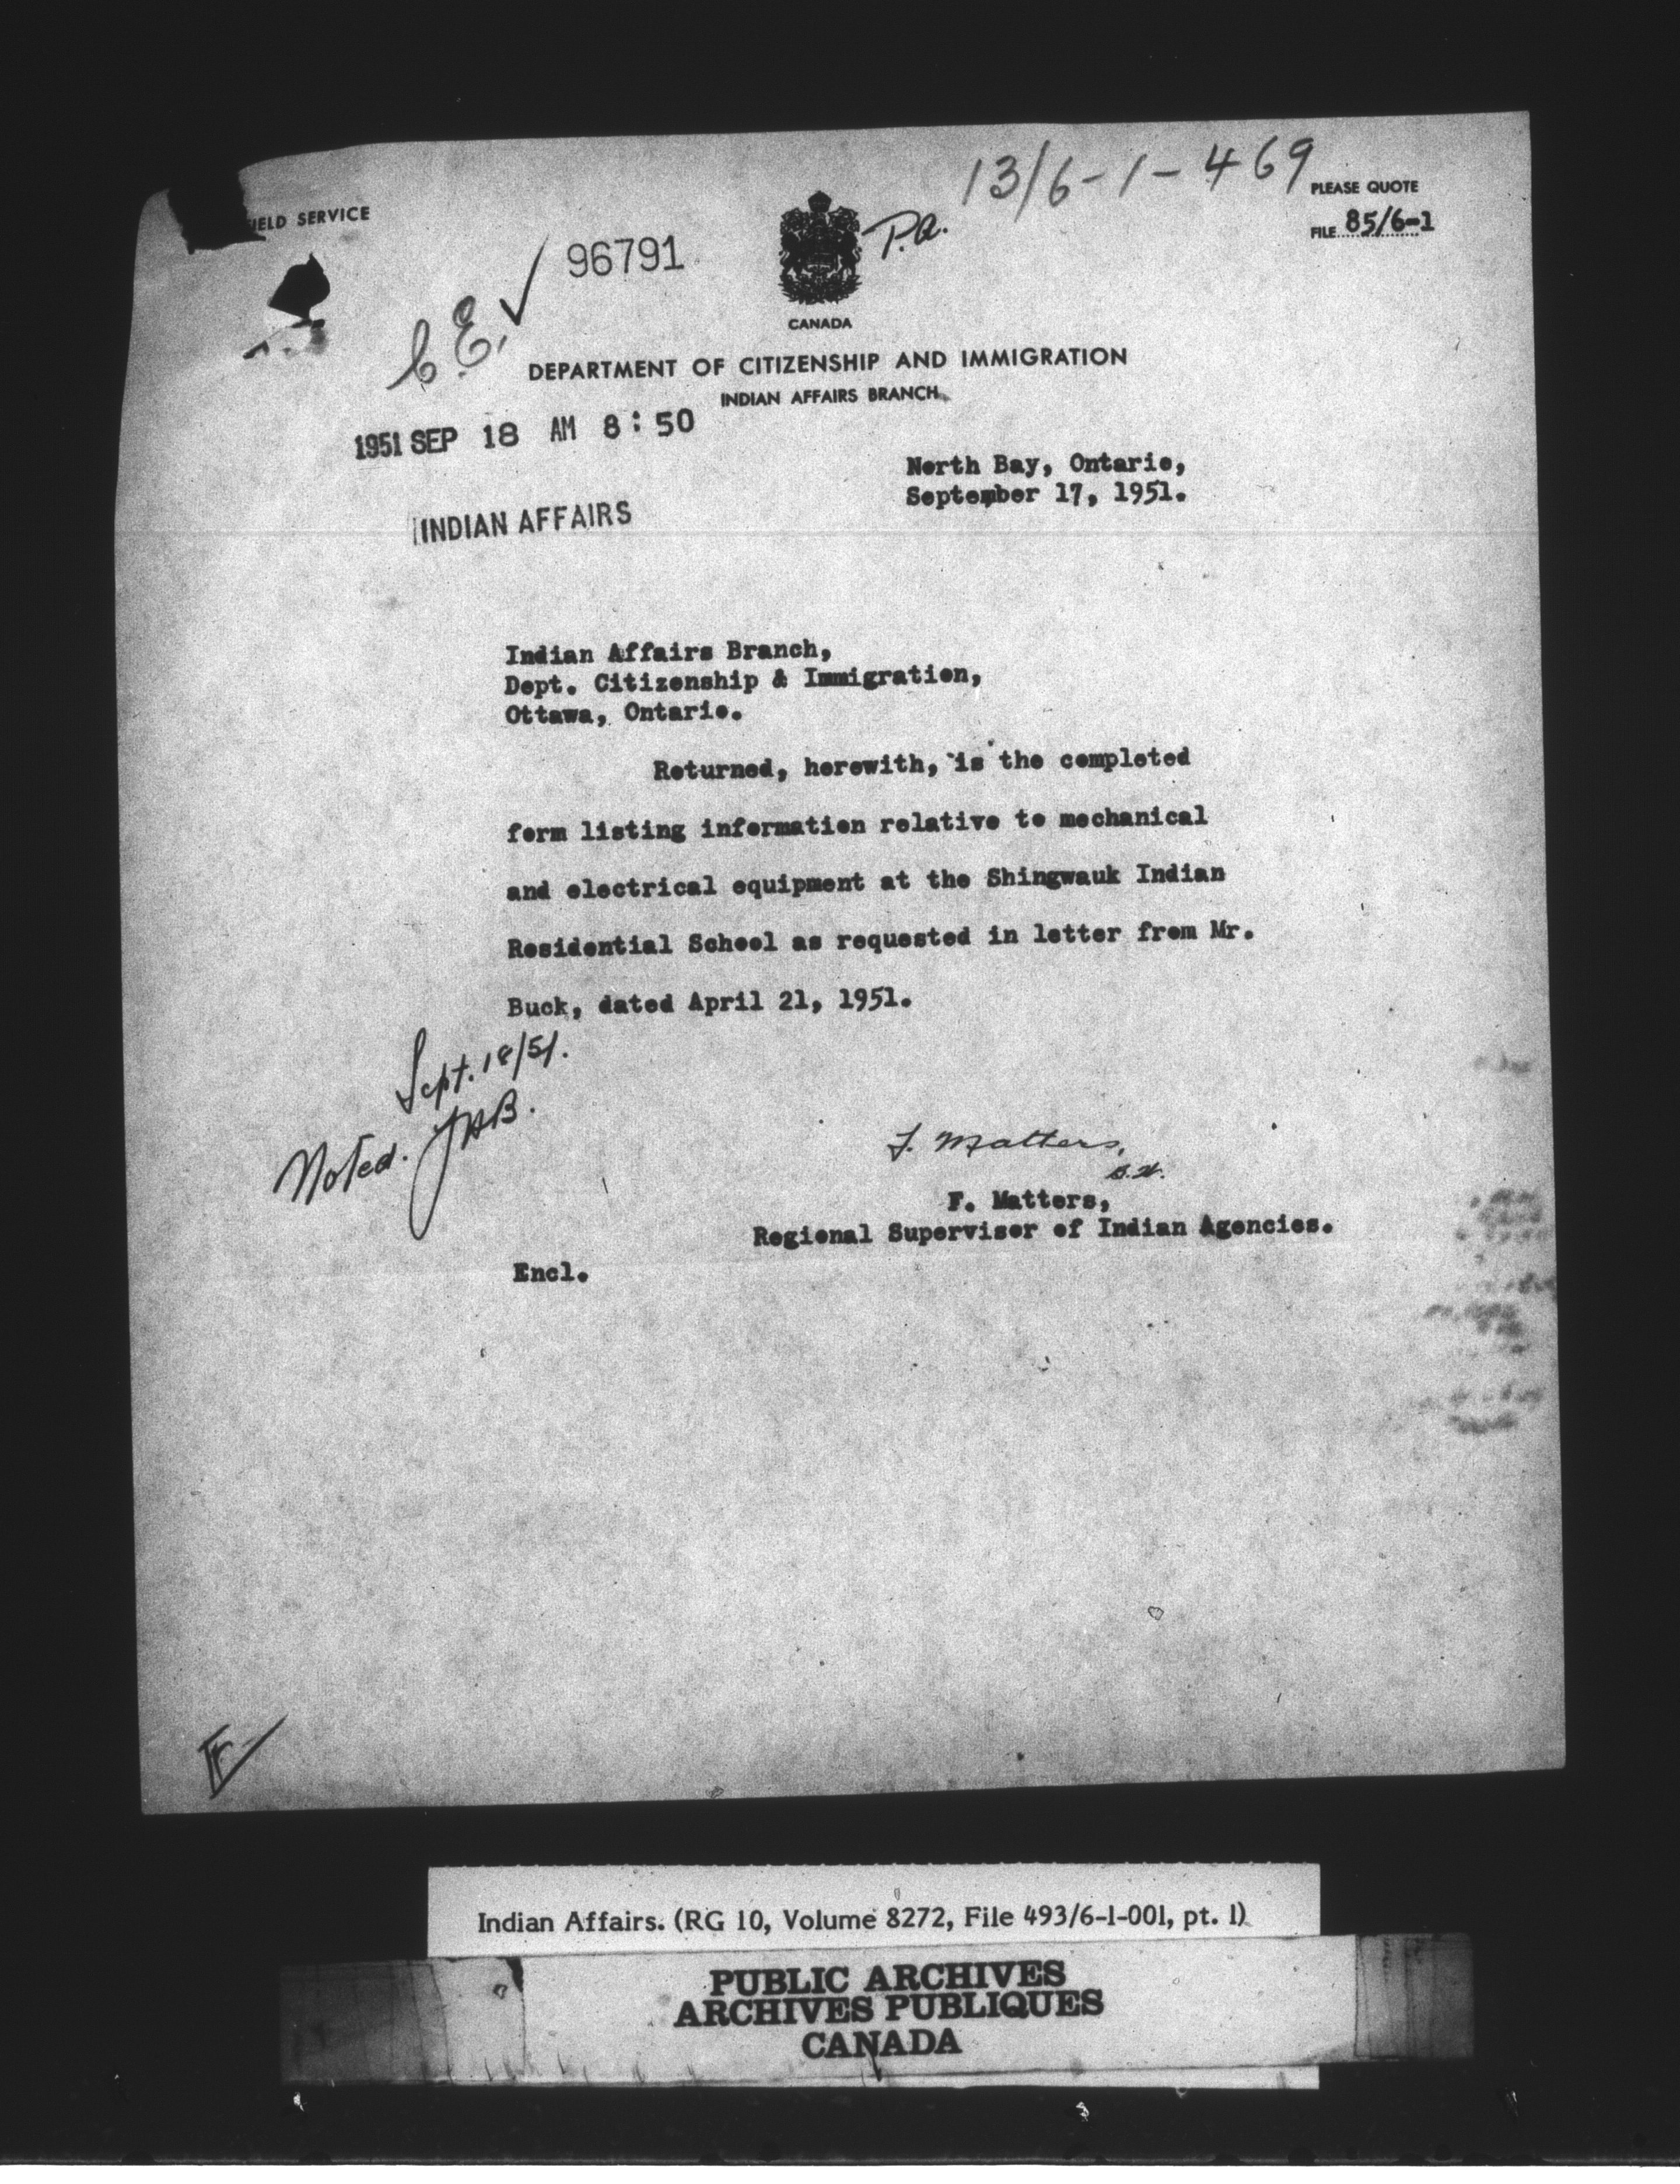 13/6-1-469
PLEASE QUOTE
FILE 85/6-1
FIELD SERVICE
96791
P.A.
C.E.
CANADA
DEPARTMENT OF CITIZENSHIP AND IMMIGRATION
INDIAN AFFAIRS BRANCH
1951 SEP 18 AM 8:50
North Bay, Ontario,
September 17, 1951.
INDIAN AFFAIRS
Indian Affairs Branch,
Dept. Citizenship & Immigration,
Ottawa, Ontario.
Returned, herewith, is the completed
form listing information relative to mechanical
and electrical equipment at the Shingwauk Indian
Residential School as requested in letter from Mr.
Buck, dated April 21, 1951.
Sept. 18/51.
Noted.
F. Matters,
F. Matters,
Regional Supervisor of Indian Agencies.
Encl.
Indian Affairs. (RG 10, Volume 8272, File 493/6-1-001, pt. 1)
PUBLIC ARCHIVES
ARCHIVES PUBLIQUES
CANADA